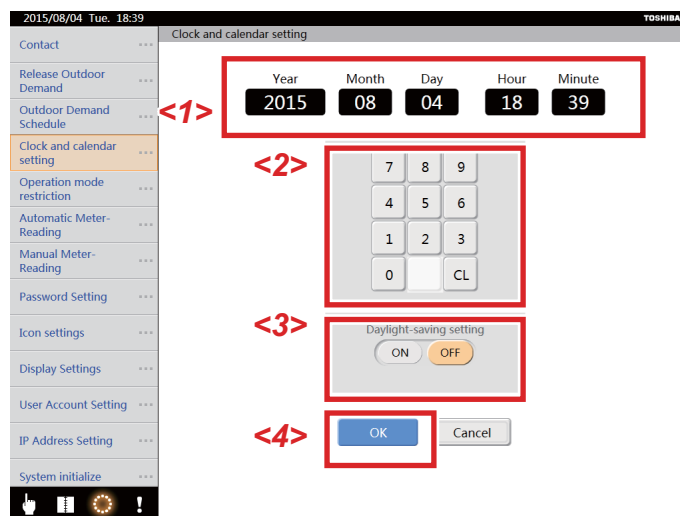 2015/08/04 Tue. 18:39
TOSHIBA
Contact
Release Outdoor
Demand
Outdoor Demand
Schedule
Clock and calendar
setting
Operation mode
restriction
Automatic Meter-
Reading
Manual Meter-
Reading
Password Setting
Icon settings
Display Settings
User Account Setting
IP Address Setting
System initialize
!
Clock and calendar setting
<1>
Year Month Day Hour Minute
2015 08 04 18 39
<2>
7 8 9
4 5 6
1 2 3
0 CL
<3>
Daylight-saving setting
ON OFF
<4>
OK Cancel